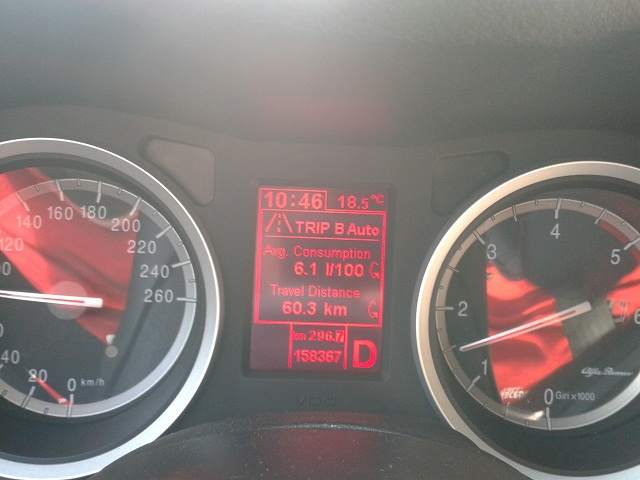 10:46 18.5°C
TRIP B Auto
Avg. Consumption
6.1 l/100 G
Travel Distance
60.3 km G
km 296.7
158367 D
120
140
160
180
200
220
240
260
40
20
0 km/h
0 Giri x1000
1
2
3
4
5
6
Alfa Romeo